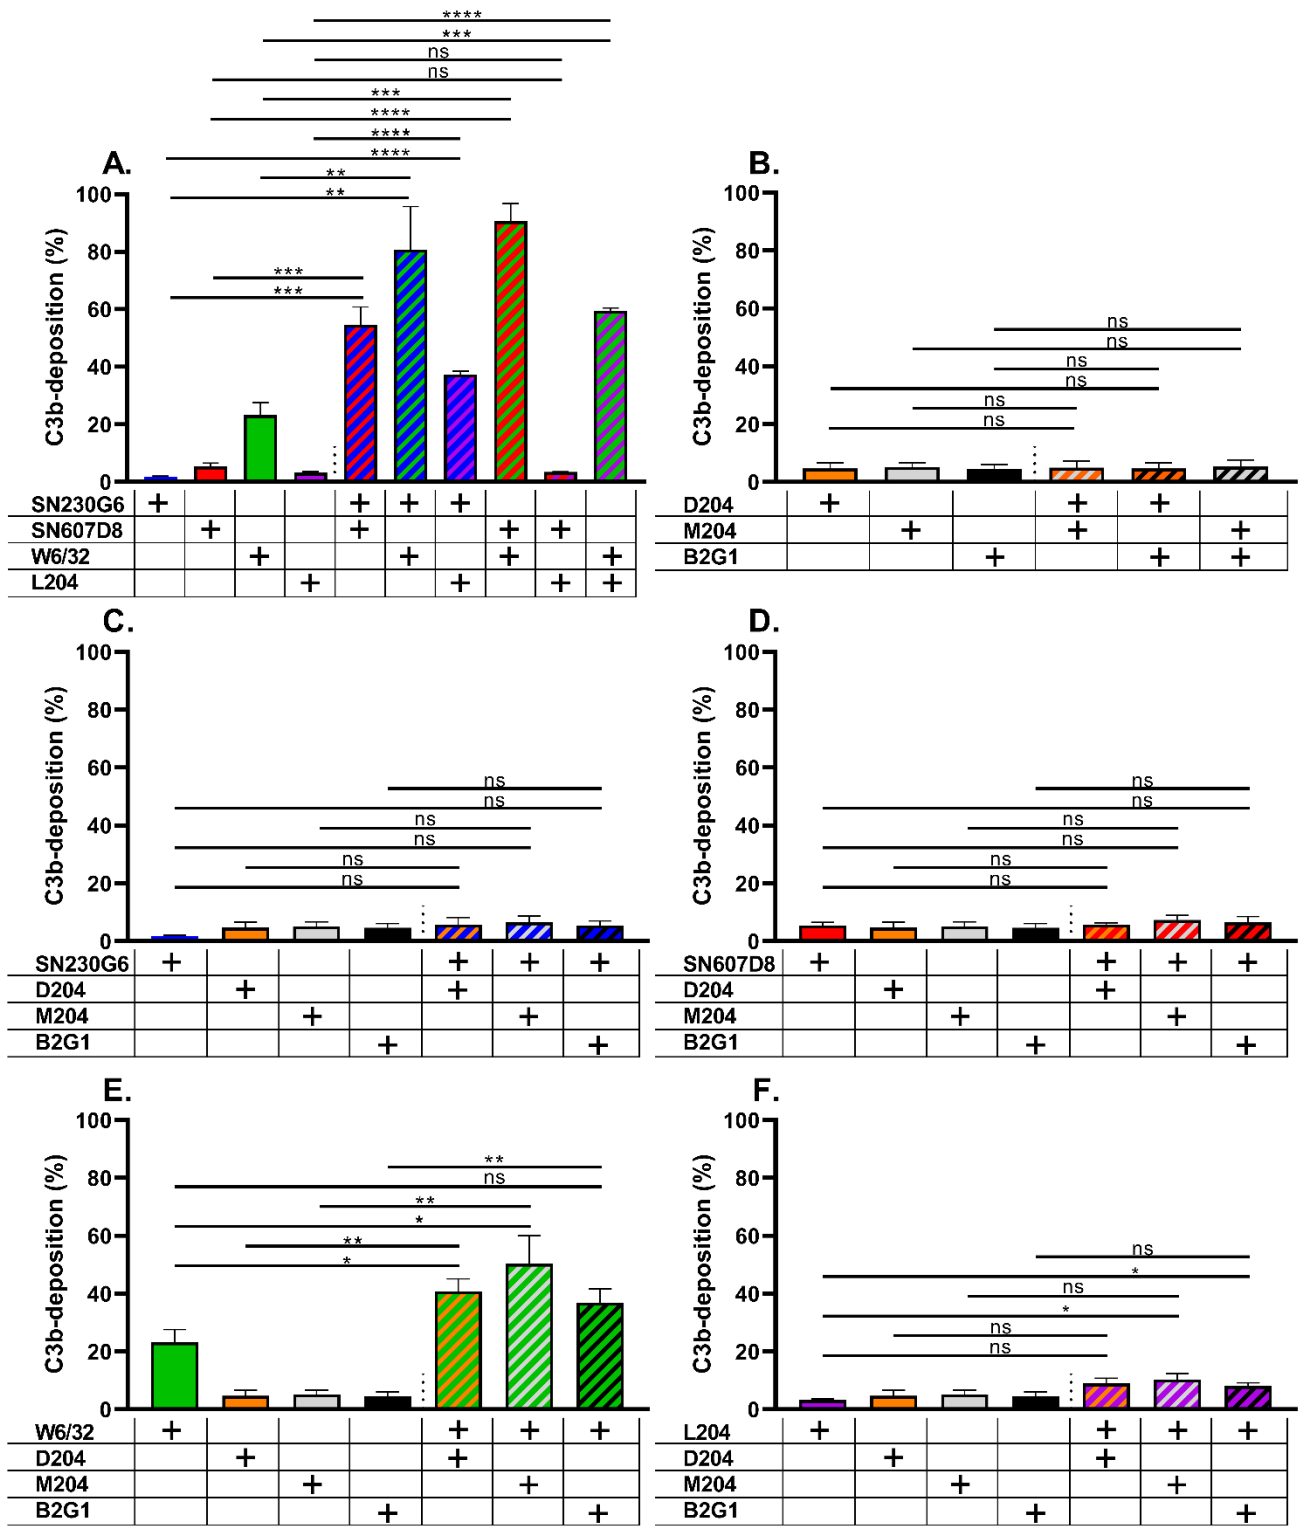 ****
***
ns
ns
***
****
****
****
**
**
***
***
A.
C3b-deposition (%)
100
80
60
40
20
0
SN230G6 + + + +
SN607D8 + + + +
W6/32 + + + +
L204 + + + +
B.
C3b-deposition (%)
100
80
60
40
20
0
ns
ns
ns
ns
ns
ns
D204 + + +
M204 + + +
B2G1 + + +
C.
C3b-deposition (%)
100
80
60
40
20
0
ns
ns
ns
ns
ns
ns
SN230G6 + + + +
D204 + +
M204 + +
B2G1 + +
D.
C3b-deposition (%)
100
80
60
40
20
0
ns
ns
ns
ns
ns
ns
SN607D8 + + + +
D204 + +
M204 + +
B2G1 + +
E.
C3b-deposition (%)
100
80
60
40
20
0
**
ns
**
*
**
*
W6/32 + + + +
D204 + +
M204 + +
B2G1 + +
F.
C3b-deposition (%)
100
80
60
40
20
0
ns
*
ns
*
ns
ns
L204 + + + +
D204 + +
M204 + +
B2G1 + +